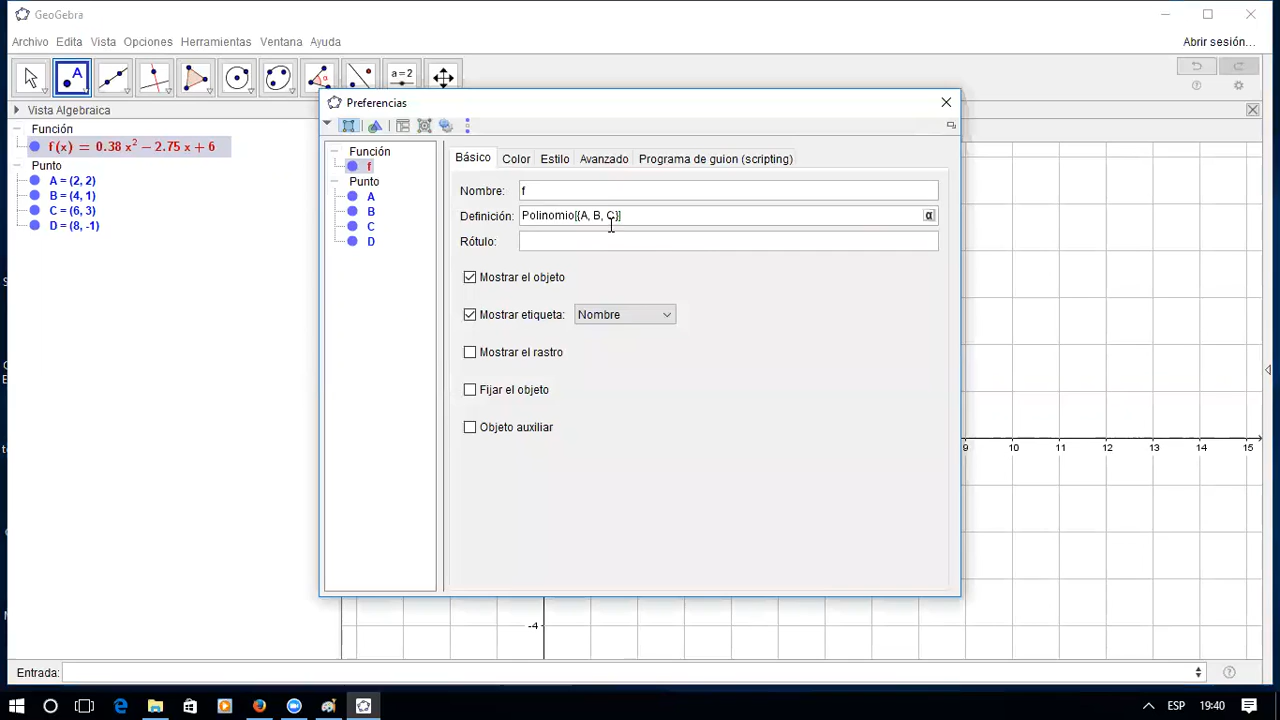 GeoGebra
Archivo Edita Vista Opciones Herramientas Ventana Ayuda
Abrir sesión...
A
a=2
Vista Algebraica
Función
f(x) = 0.38 x² − 2.75 x + 6
Punto
A = (2, 2)
B = (4, 1)
C = (6, 3)
D = (8, -1)
Preferencias
Función
f
Punto
A
B
C
D
Básico Color Estilo Avanzado Programa de guion (scripting)
Nombre: f
Definición: Polinomio[{A, B, C}] α
Rótulo:
Mostrar el objeto
Mostrar etiqueta: Nombre
Mostrar el rastro
Fijar el objeto
Objeto auxiliar
9 10 11 12 13 14 15
-4
Entrada:
ESP 19:40